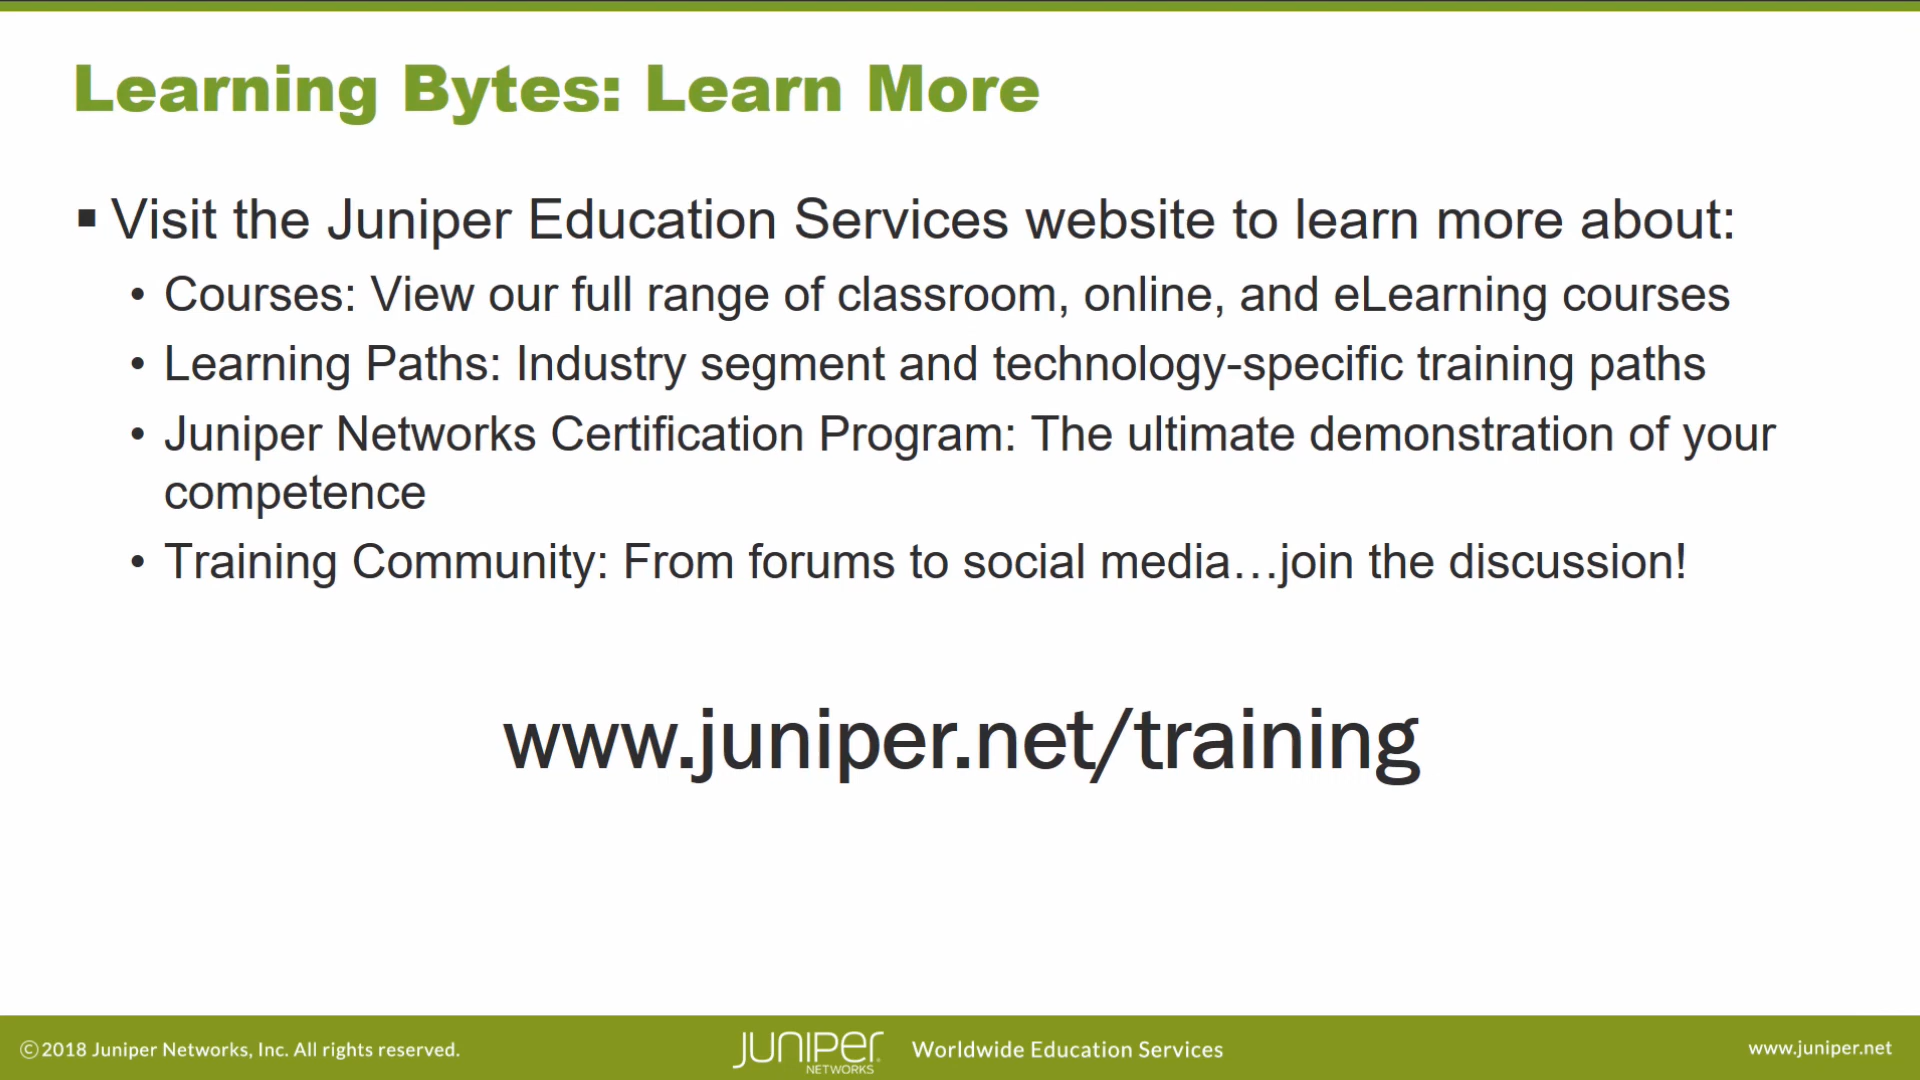 Learning Bytes: Learn More
▪ Visit the Juniper Education Services website to learn more about:
• Courses: View our full range of classroom, online, and eLearning courses
• Learning Paths: Industry segment and technology-specific training paths
• Juniper Networks Certification Program: The ultimate demonstration of your
competence
• Training Community: From forums to social media…join the discussion!
www.juniper.net/training
©2018 Juniper Networks, Inc. All rights reserved.
JUNIPEr NETWORKS
Worldwide Education Services
www.juniper.net